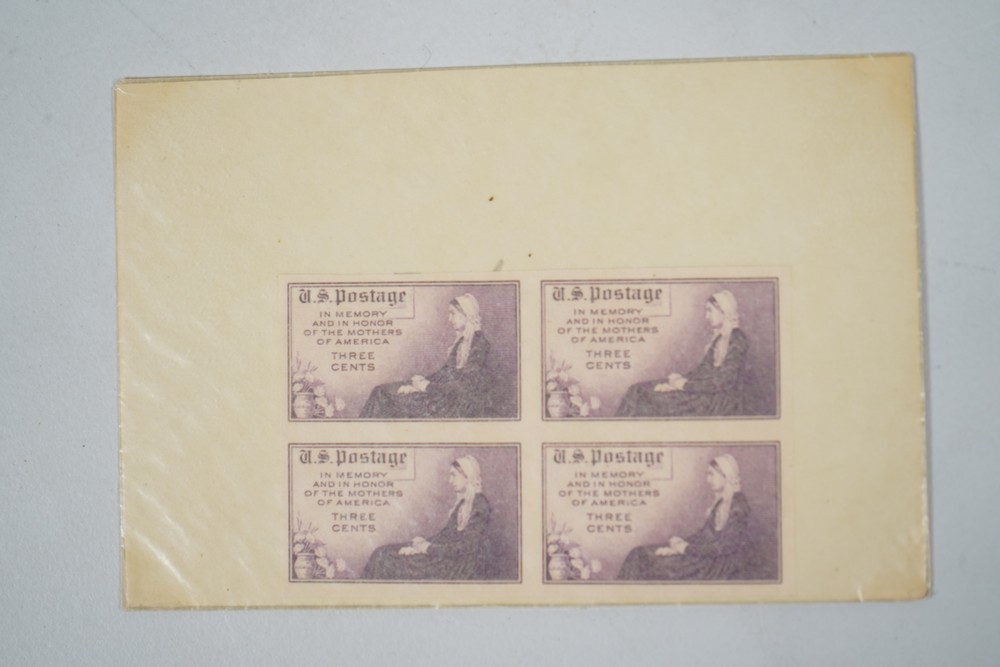 U.S. Postage
IN MEMORY
AND IN HONOR
OF THE MOTHERS
OF AMERICA
THREE
CENTS
U.S. Postage
IN MEMORY
AND IN HONOR
OF THE MOTHERS
OF AMERICA
THREE
CENTS
U.S. Postage
IN MEMORY
AND IN HONOR
OF THE MOTHERS
OF AMERICA
THREE
CENTS
U.S. Postage
IN MEMORY
AND IN HONOR
OF THE MOTHERS
OF AMERICA
THREE
CENTS